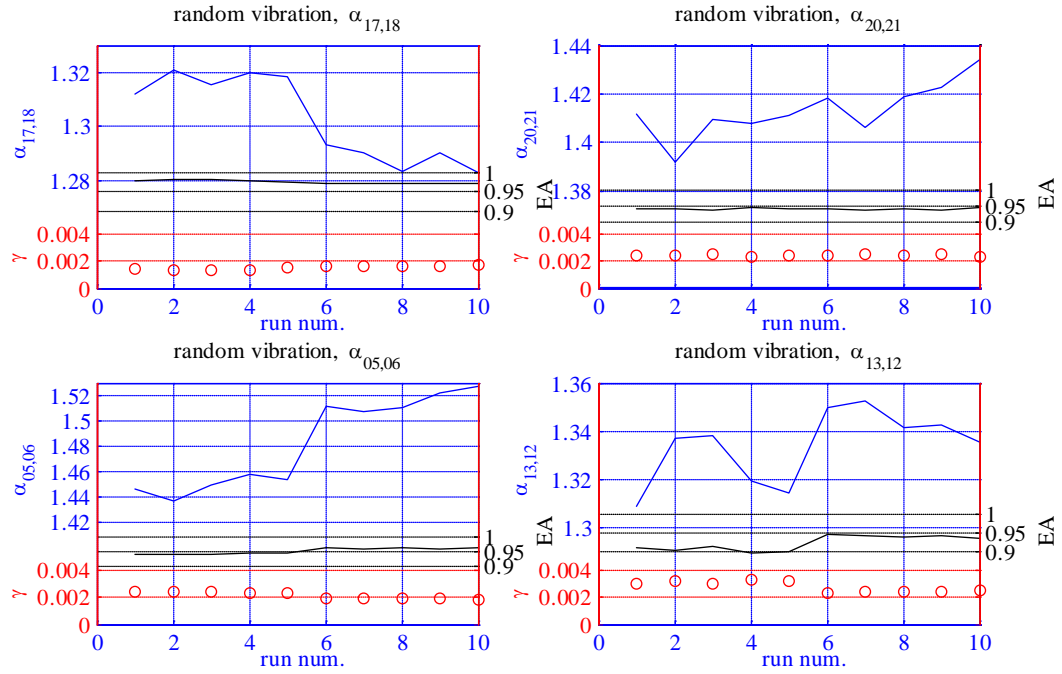 random vibration, α17,18
α17,18
1.32
1.3
1.28
1
0.95
0.9
EA
γ
0.004
0.002
0
0 2 4 6 8 10
run num.
random vibration, α20,21
α20,21
1.44
1.42
1.4
1.38
1
0.95
0.9
EA
γ
0.004
0.002
0
0 2 4 6 8 10
run num.
random vibration, α05,06
α05,06
1.52
1.5
1.48
1.46
1.44
1.42
1
0.95
0.9
EA
γ
0.004
0.002
0
0 2 4 6 8 10
run num.
random vibration, α13,12
α13,12
1.36
1.34
1.32
1.3
1
0.95
0.9
EA
γ
0.004
0.002
0
0 2 4 6 8 10
run num.